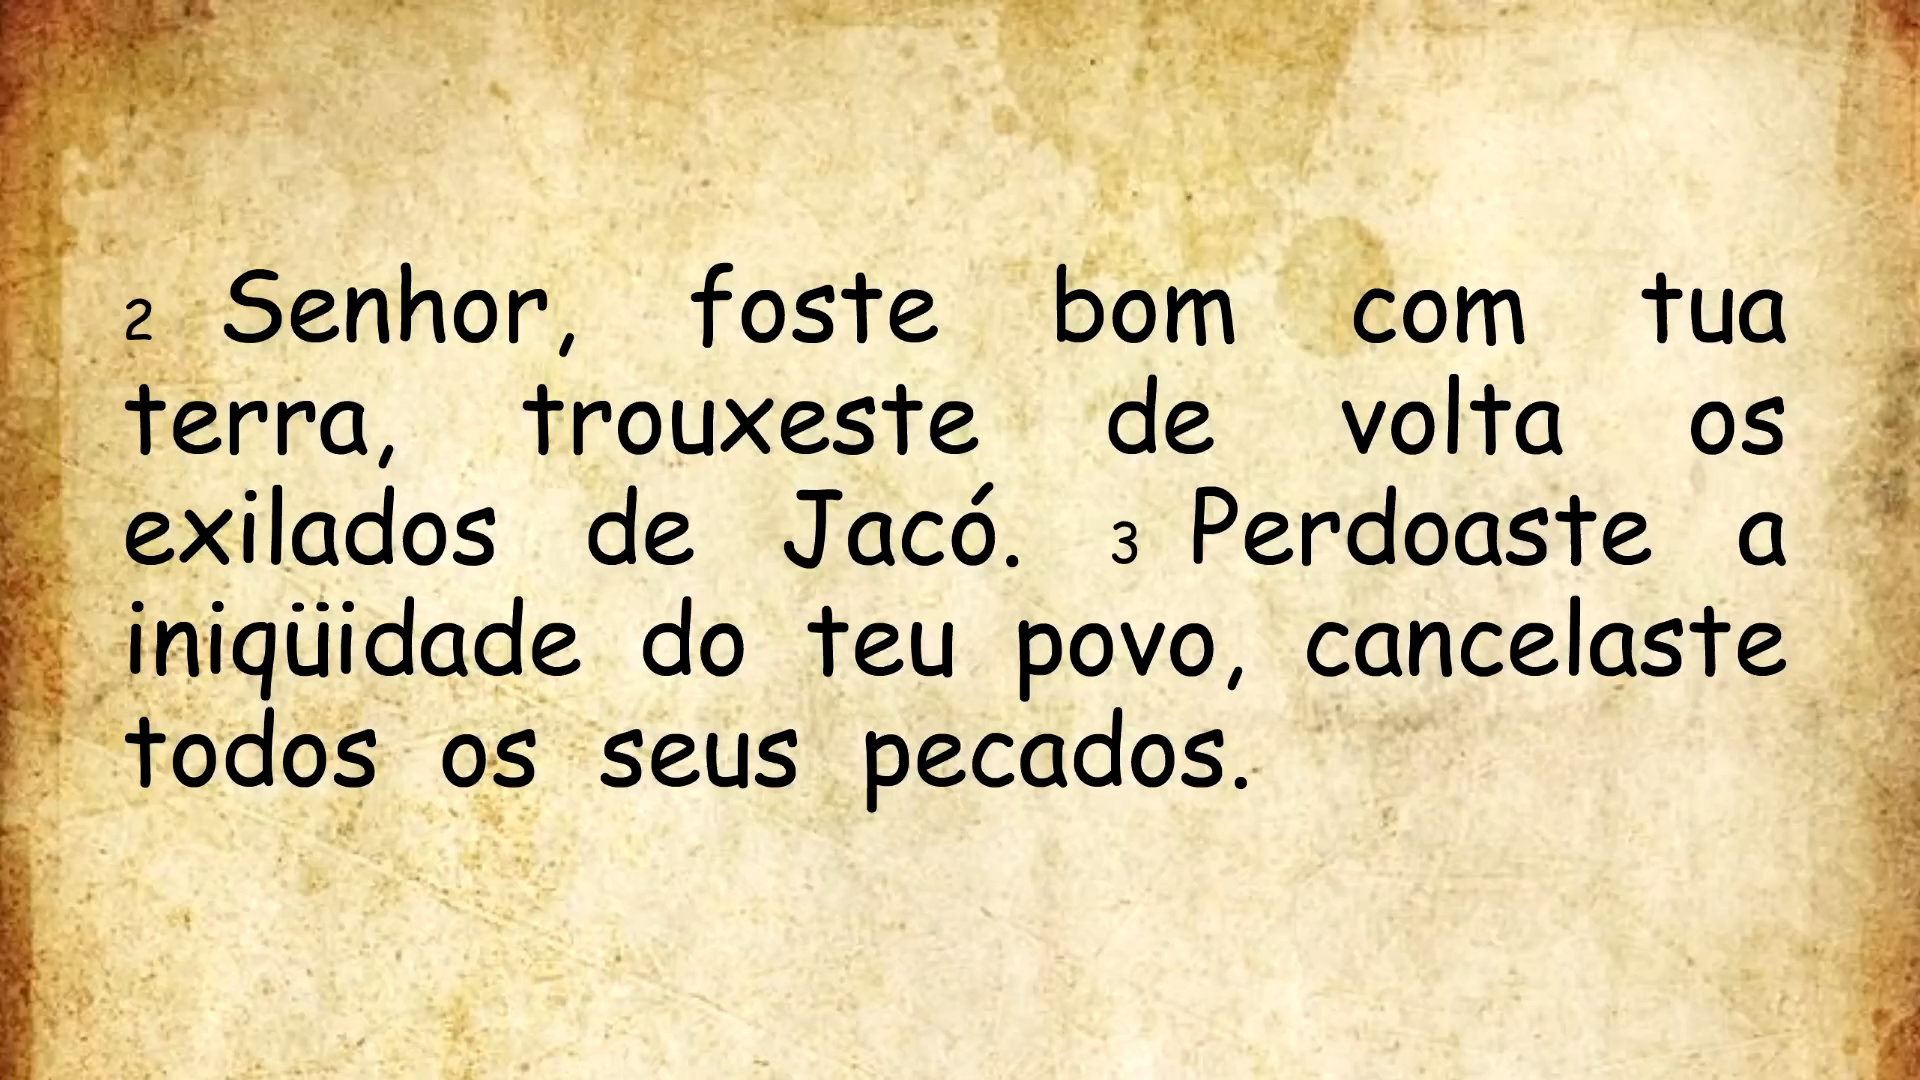 2 Senhor, foste bom com tua
terra, trouxeste de volta os
exilados de Jacó. 3 Perdoaste a
iniqüidade do teu povo, cancelaste
todos os seus pecados.